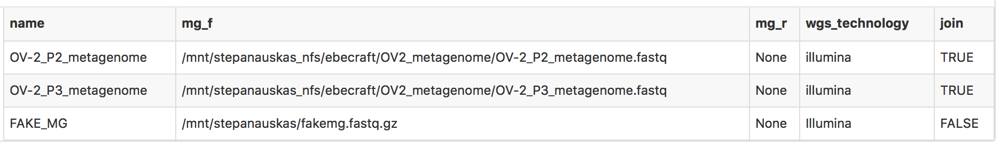 name mg_f mg_r wgs_technology join
OV-2_P2_metagenome /mnt/stepanauskas_nfs/ebecraft/OV2_metagenome/OV-2_P2_metagenome.fastq None illumina TRUE
OV-2_P3_metagenome /mnt/stepanauskas_nfs/ebecraft/OV2_metagenome/OV-2_P3_metagenome.fastq None illumina TRUE
FAKE_MG /mnt/stepanauskas/fakemg.fastq.gz None Illumina FALSE